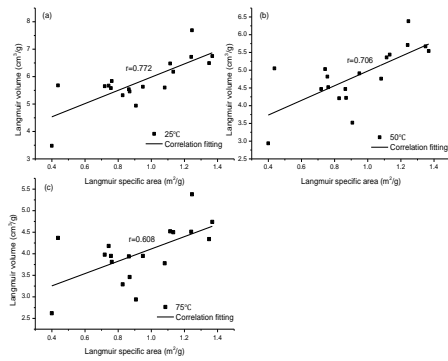 (a)
8
7
6
5
4
3
r=0.772
25℃
Correlation fitting
0.4 0.6 0.8 1.0 1.2 1.4
Langmuir specific area (m²/g)
Langmuir volume (cm³/g)
(b)
6.5
6.0
5.5
5.0
4.5
4.0
3.5
3.0
2.5
r=0.706
50℃
Correlation fitting
0.4 0.6 0.8 1.0 1.2 1.4
Langmuir specific area (m²/g)
Langmuir volume (cm³/g)
(c)
5.5
5.0
4.5
4.0
3.5
3.0
2.5
2.0
r=0.608
75℃
Correlation fitting
0.4 0.6 0.8 1.0 1.2 1.4
Langmuir specific area (m²/g)
Langmuir volume (cm³/g)